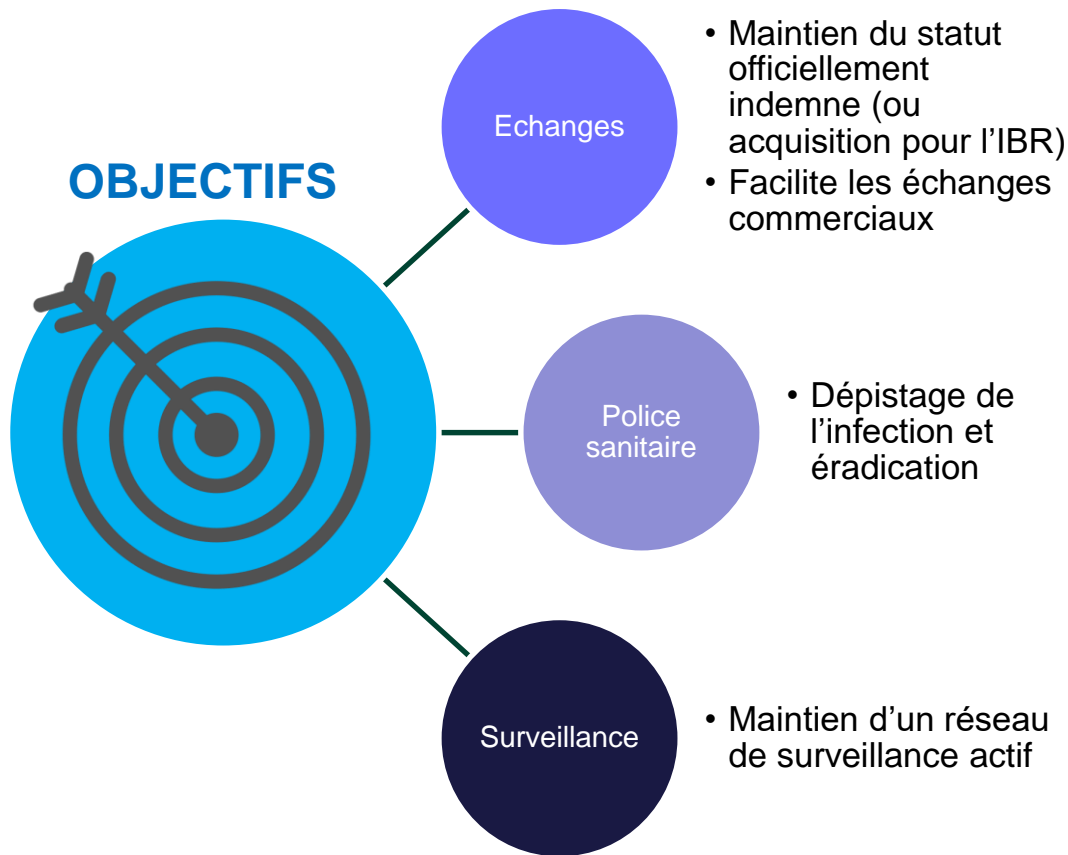 OBJECTIFS
Echanges
• Maintien du statut
officiellement
indemne (ou
acquisition pour l’IBR)
• Facilite les échanges
commerciaux
Police
sanitaire
• Dépistage de
l’infection et
éradication
Surveillance
• Maintien d’un réseau
de surveillance actif